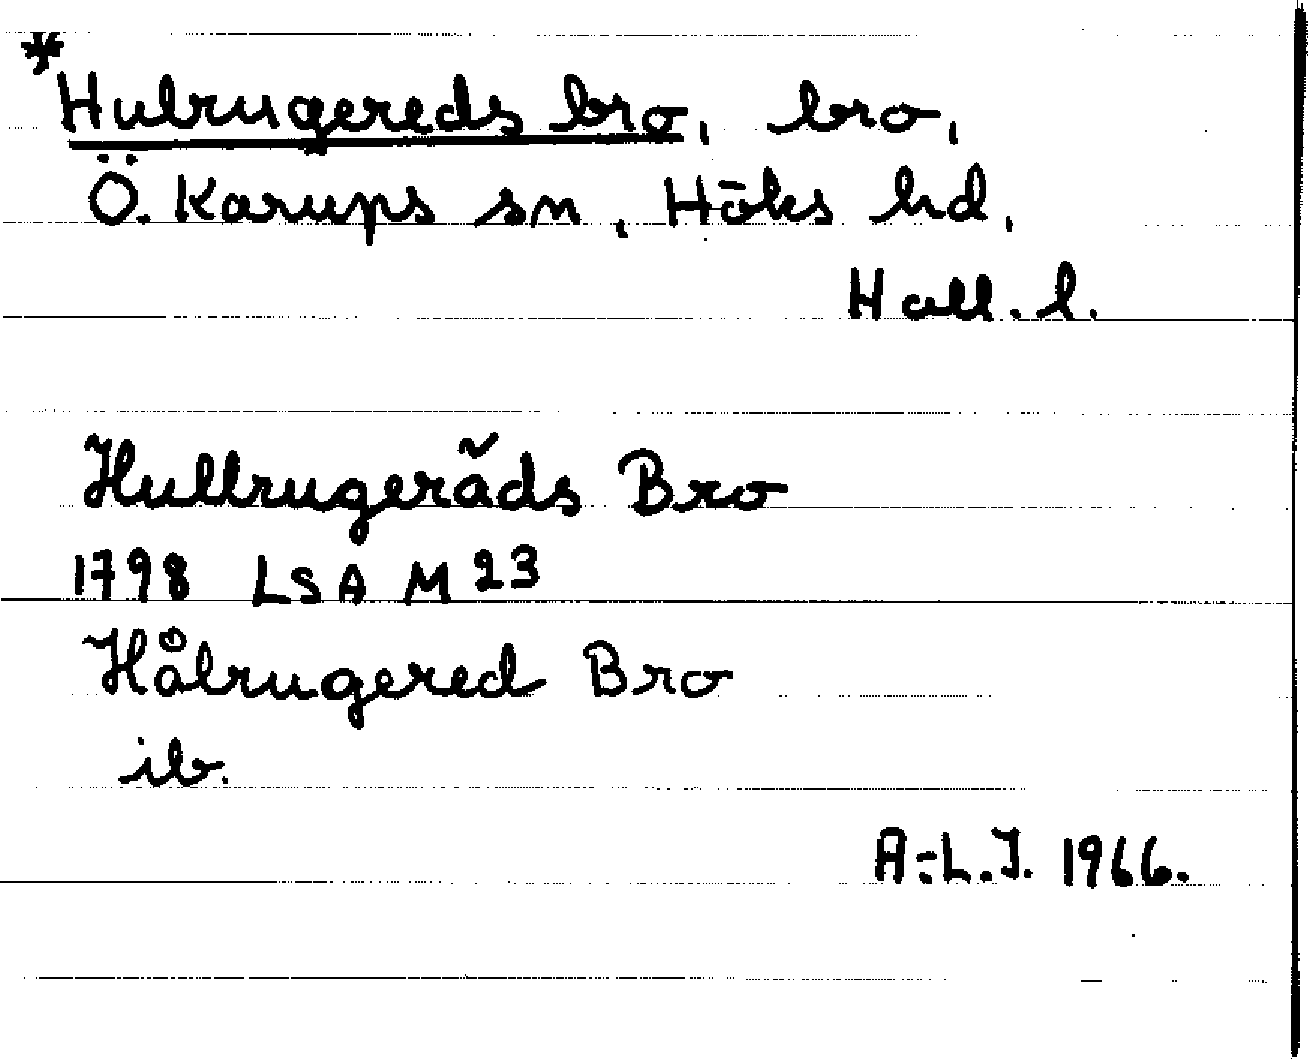 *Hulrugereds bro, bro,
Ö. Karups sn, Höks hd,
Hall. l.
Hullrugeräds Bro
1798 LSA M 23
Hålrugered Bro
ib.
A-L.J. 1966.